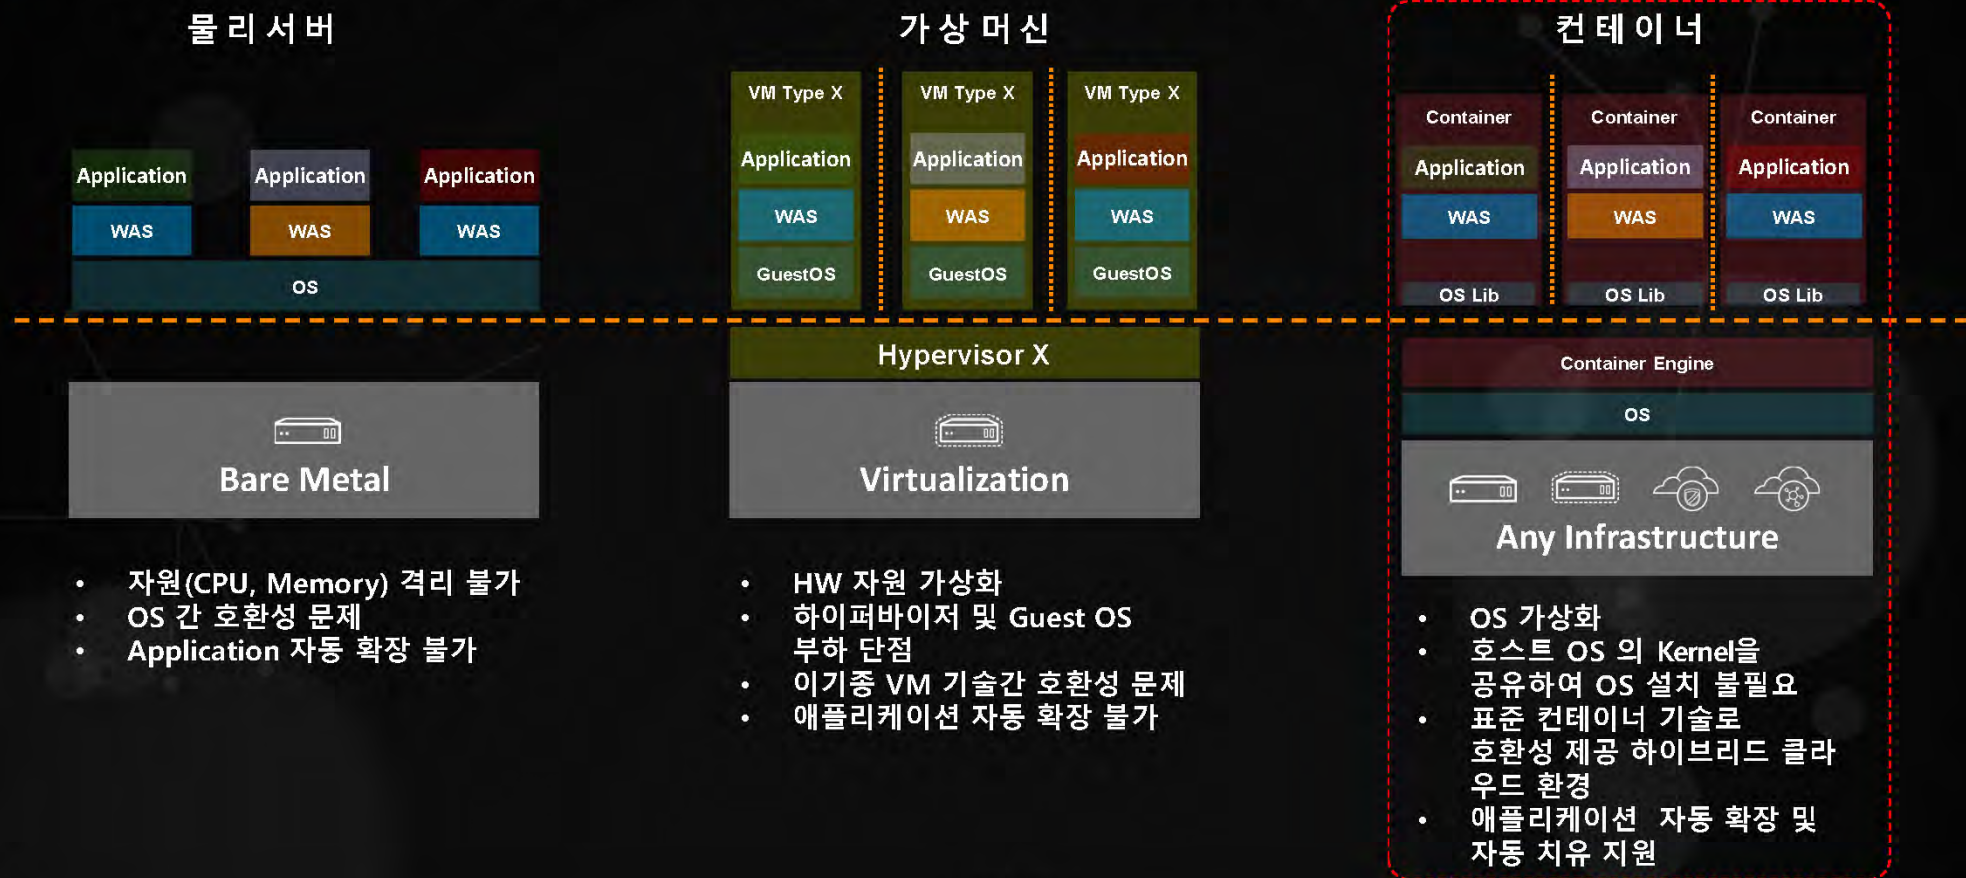 물리서버
Application Application Application
WAS WAS WAS
OS
Bare Metal
• 자원(CPU, Memory) 격리 불가
• OS 간 호환성 문제
• Application 자동 확장 불가
가상머신
VM Type X VM Type X VM Type X
Application Application Application
WAS WAS WAS
GuestOS GuestOS GuestOS
Hypervisor X
Virtualization
• HW 자원 가상화
• 하이퍼바이저 및 Guest OS
부하 단점
• 이기종 VM 기술간 호환성 문제
• 애플리케이션 자동 확장 불가
컨테이너
Container Container Container
Application Application Application
WAS WAS WAS
OS Lib OS Lib OS Lib
Container Engine
OS
Any Infrastructure
• OS 가상화
• 호스트 OS 의 Kernel을
공유하여 OS 설치 불필요
• 표준 컨테이너 기술로
호환성 제공 하이브리드 클라
우드 환경
• 애플리케이션 자동 확장 및
자동 치유 지원